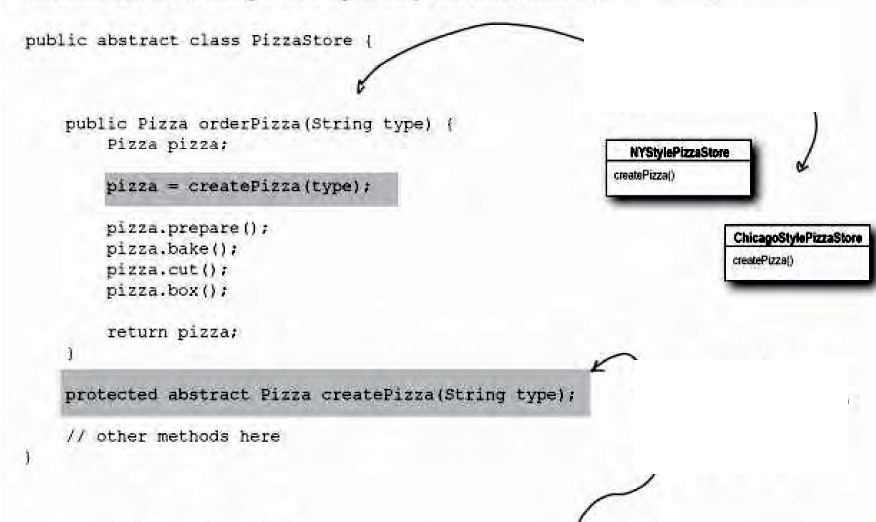 public abstract class PizzaStore {
public Pizza orderPizza(String type) {
Pizza pizza;
pizza = createPizza(type);
pizza.prepare();
pizza.bake();
pizza.cut();
pizza.box();
return pizza;
}
protected abstract Pizza createPizza(String type);
// other methods here
}
NYStylePizzaStore
createPizza()
ChicagoStylePizzaStore
createPizza()